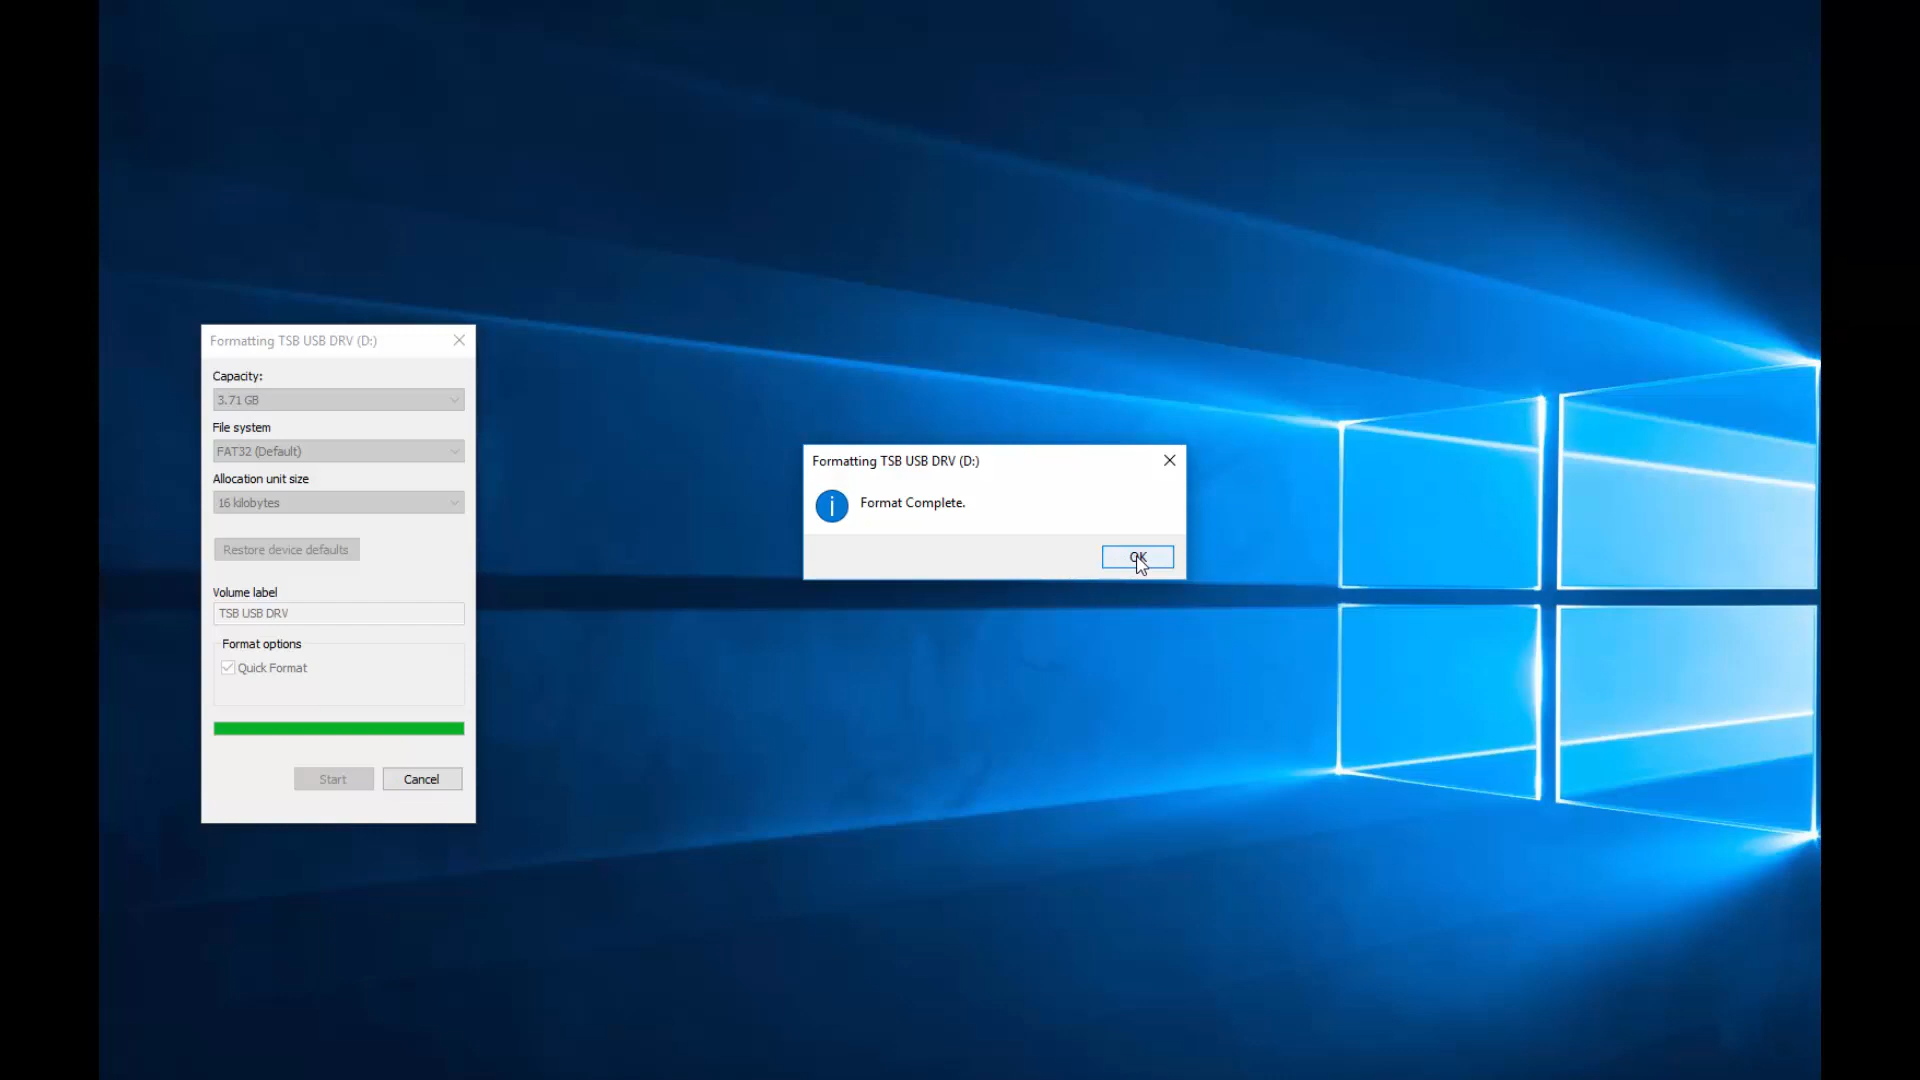 Formatting TSB USB DRV (D:)
Capacity:
3.71 GB
File system
FAT32 (Default)
Allocation unit size
16 kilobytes
Restore device defaults
Volume label
TSB USB DRV
Format options
Quick Format
Start
Cancel
Formatting TSB USB DRV (D:)
Format Complete.
OK